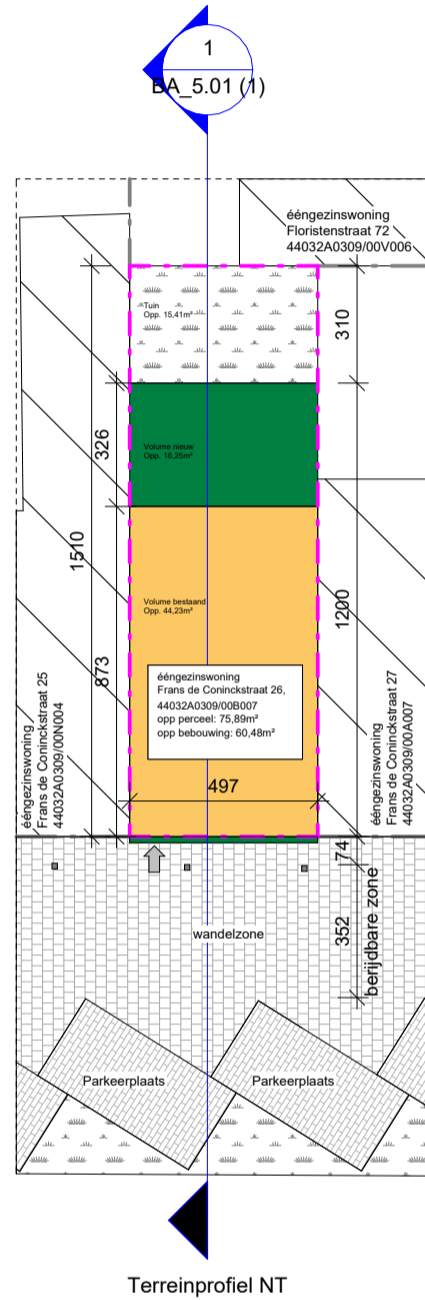 1
BA_5.01 (1)
ééngezinswoning
Floristenstraat 72
44032A0309/00V006
Tuin
Opp. 15,41m²
310
326
Volume nieuw
Opp. 16,25m²
1510
1200
873
Volume bestaand
Opp. 44,23m²
ééngezinswoning
Frans de Coninckstraat 25
44032A0309/00N004
ééngezinswoning
Frans de Coninckstraat 26,
44032A0309/00B007
opp perceel: 75,89m²
opp bebouwing: 60,48m²
ééngezinswoning
Frans de Coninckstraat 27
44032A0309/00A007
497
74
352
berijdbare zone
wandelzone
Parkeerplaats
Parkeerplaats
Terreinprofiel NT